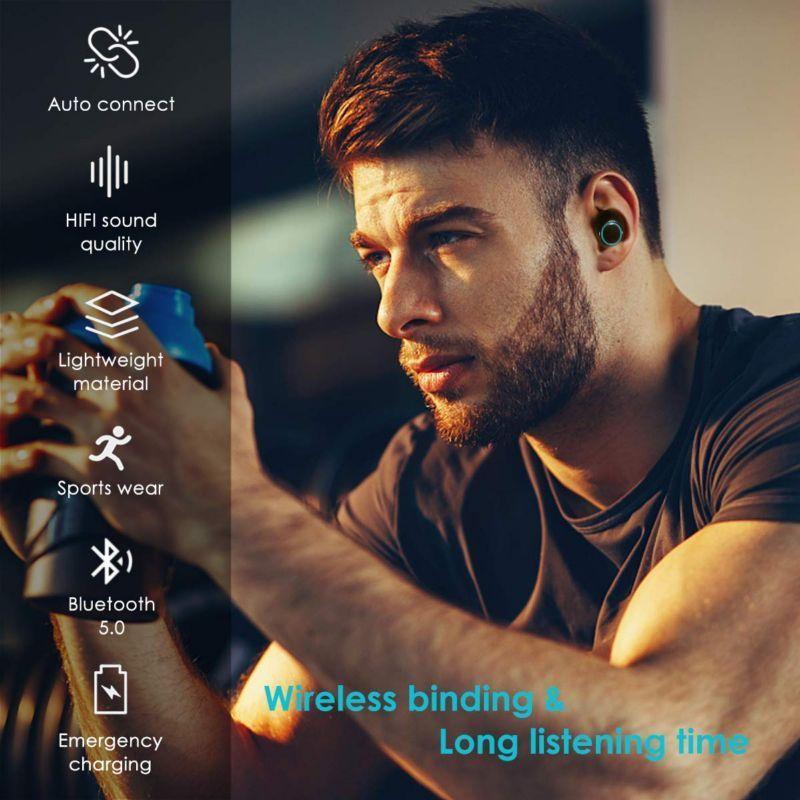 Auto connect
HIFI sound
quality
Lightweight
material
Sports wear
Bluetooth
5.0
Emergency
charging
Wireless binding &
Long listening time